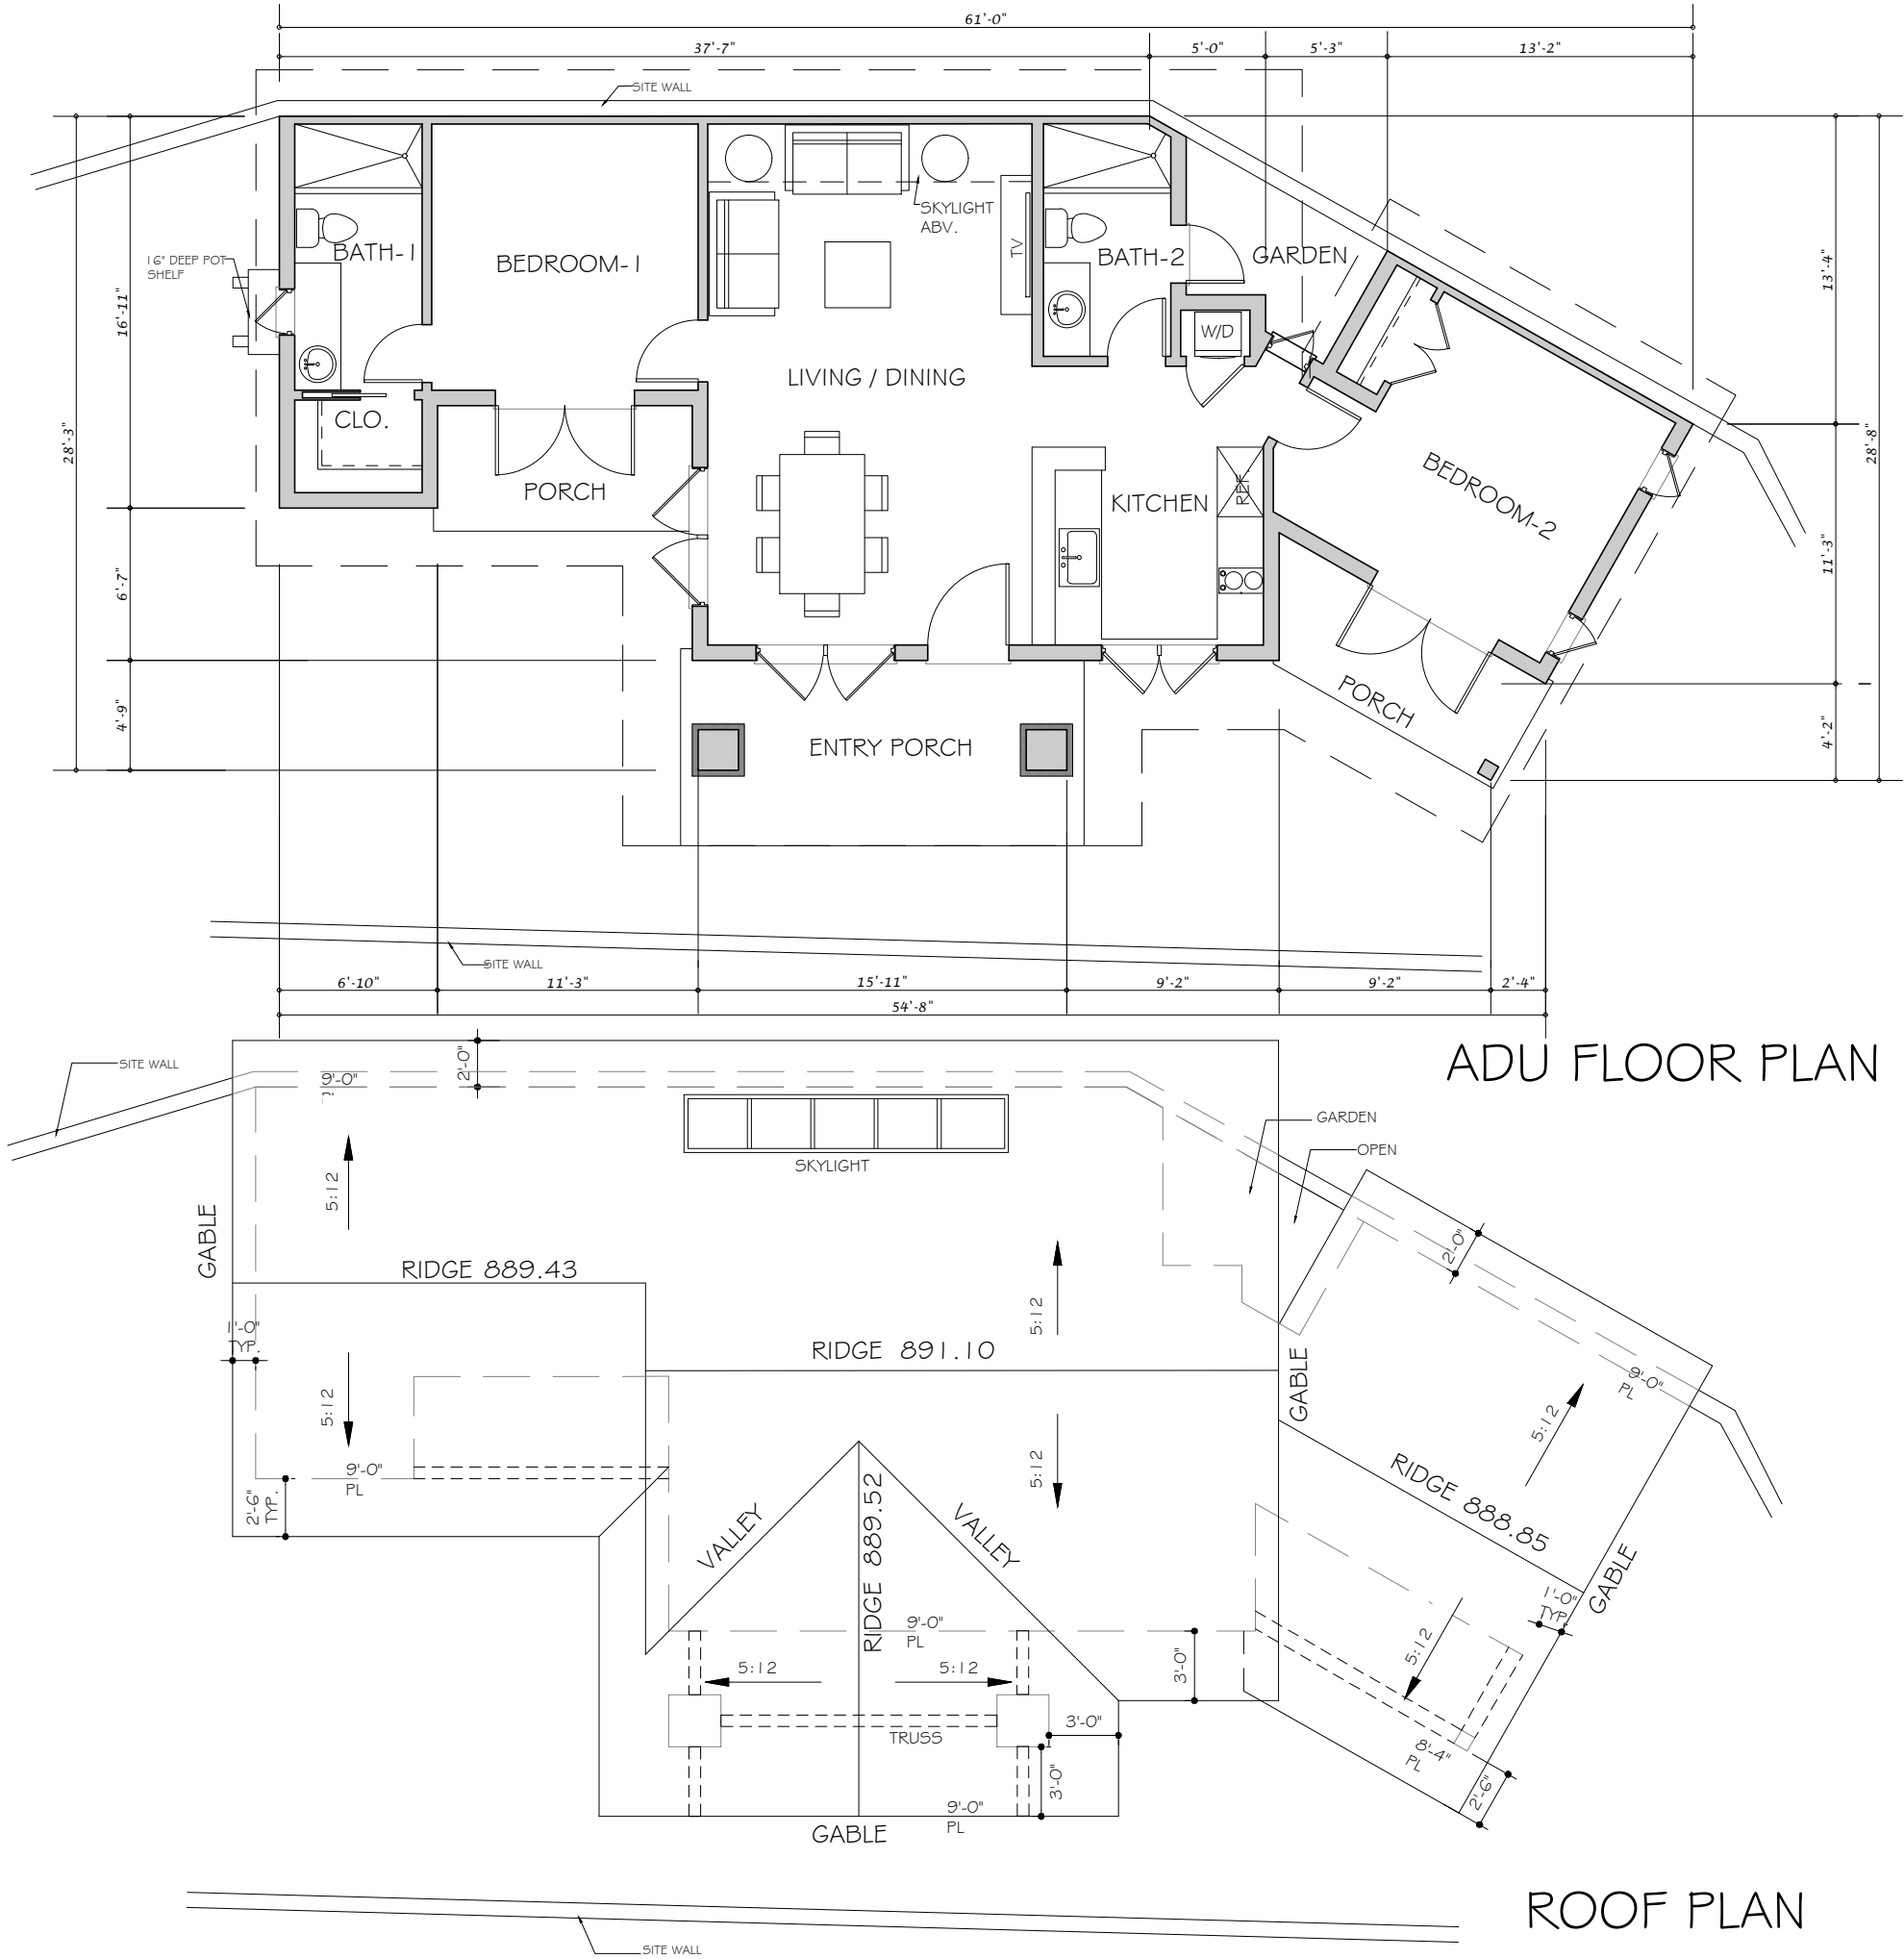 61'-0"
37'-7"
5'-0"
5'-3"
13'-2"
SITE WALL
SKYLIGHT
ABV.
BATH-1
BEDROOM-1
TV
BATH-2
GARDEN
16" DEEP POT
SHELF
W/D
LIVING / DINING
CLO.
PORCH
KITCHEN
REF.
BEDROOM-2
PORCH
ENTRY PORCH
28'-3"
16'-11"
6'-7"
4'-9"
13'-4"
28'-8"
11'-3"
4'-2"
SITE WALL
6'-10"
11'-3"
15'-11"
9'-2"
9'-2"
2'-4"
54'-8"
ADU FLOOR PLAN
SITE WALL
2'-0"
9'-0"
GARDEN
OPEN
SKYLIGHT
5:12
GABLE
2'-0"
RIDGE 889.43
5:12
1'-0"
TYP.
RIDGE 891.10
GABLE
9'-0"
PL
5:12
5:12
9'-0"
PL
5:12
5:12
RIDGE 888.85
2'-6"
TYP.
VALLEY
RIDGE 889.52
VALLEY
GABLE
1'-0"
TYP.
9'-0"
PL
5:12
5:12
5:12
3'-0"
3'-0"
TRUSS
8'-4"
PL
3'-0"
2'-6"
9'-0"
PL
GABLE
ROOF PLAN
SITE WALL